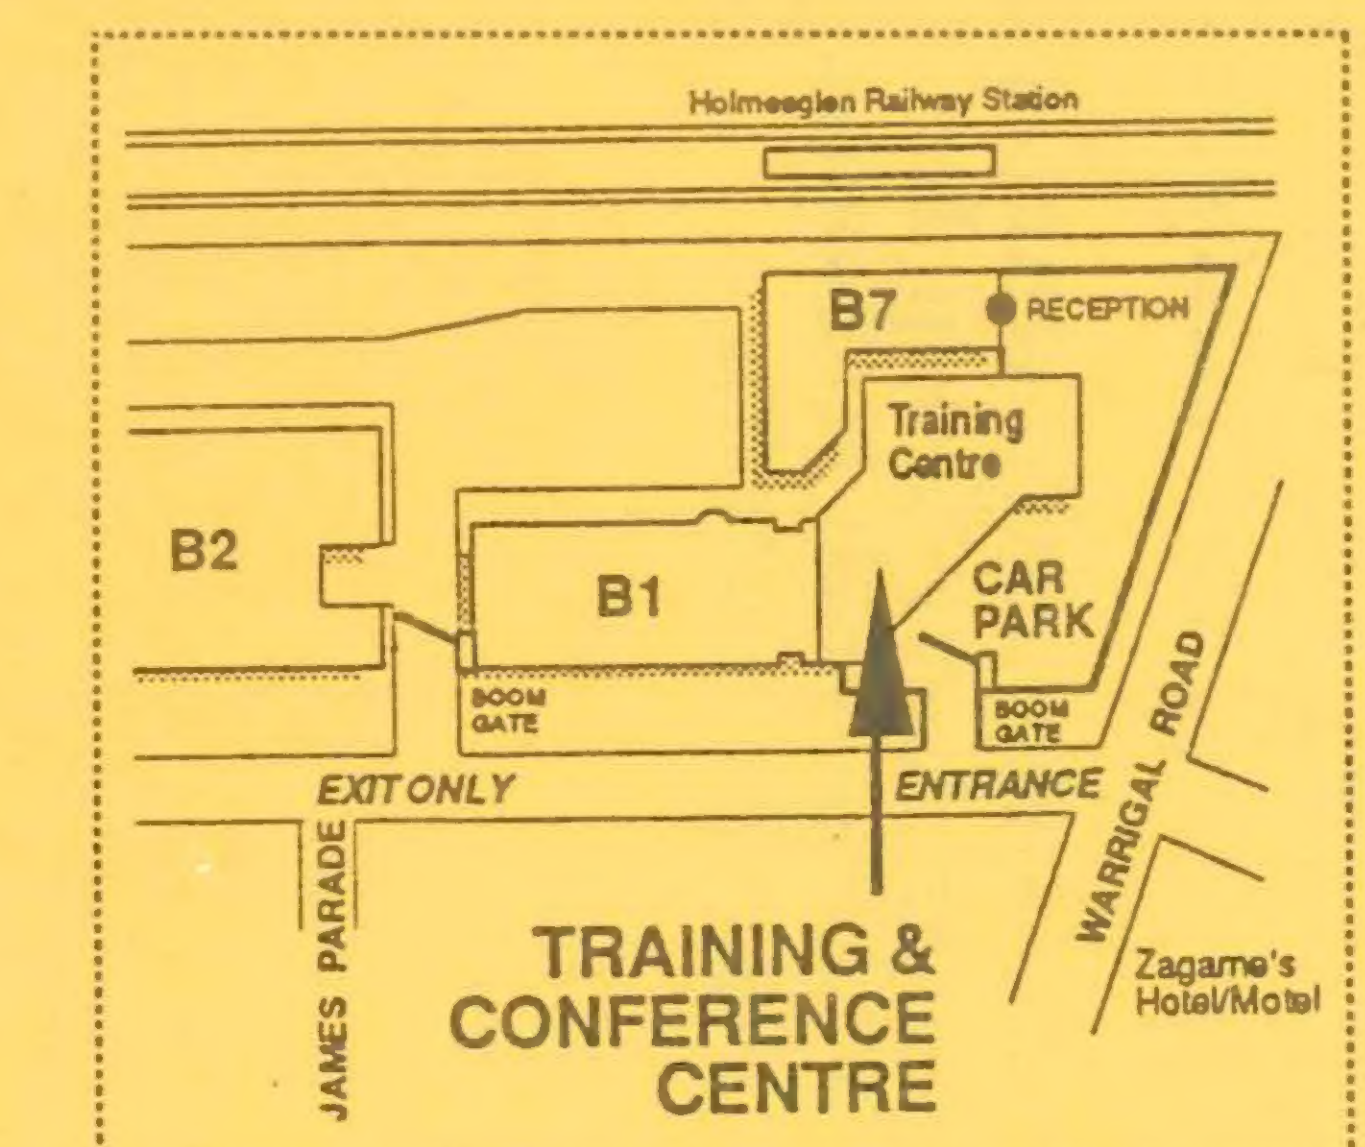 Holmesglen Railway Station
B7
RECEPTION
Training
Centre
B2
B1
CAR
PARK
BOOM
GATE
BOOM
GATE
EXIT ONLY
ENTRANCE
WARRIGAL ROAD
JAMES PARADE
TRAINING &
CONFERENCE
CENTRE
Zagame's
Hotel/Motel